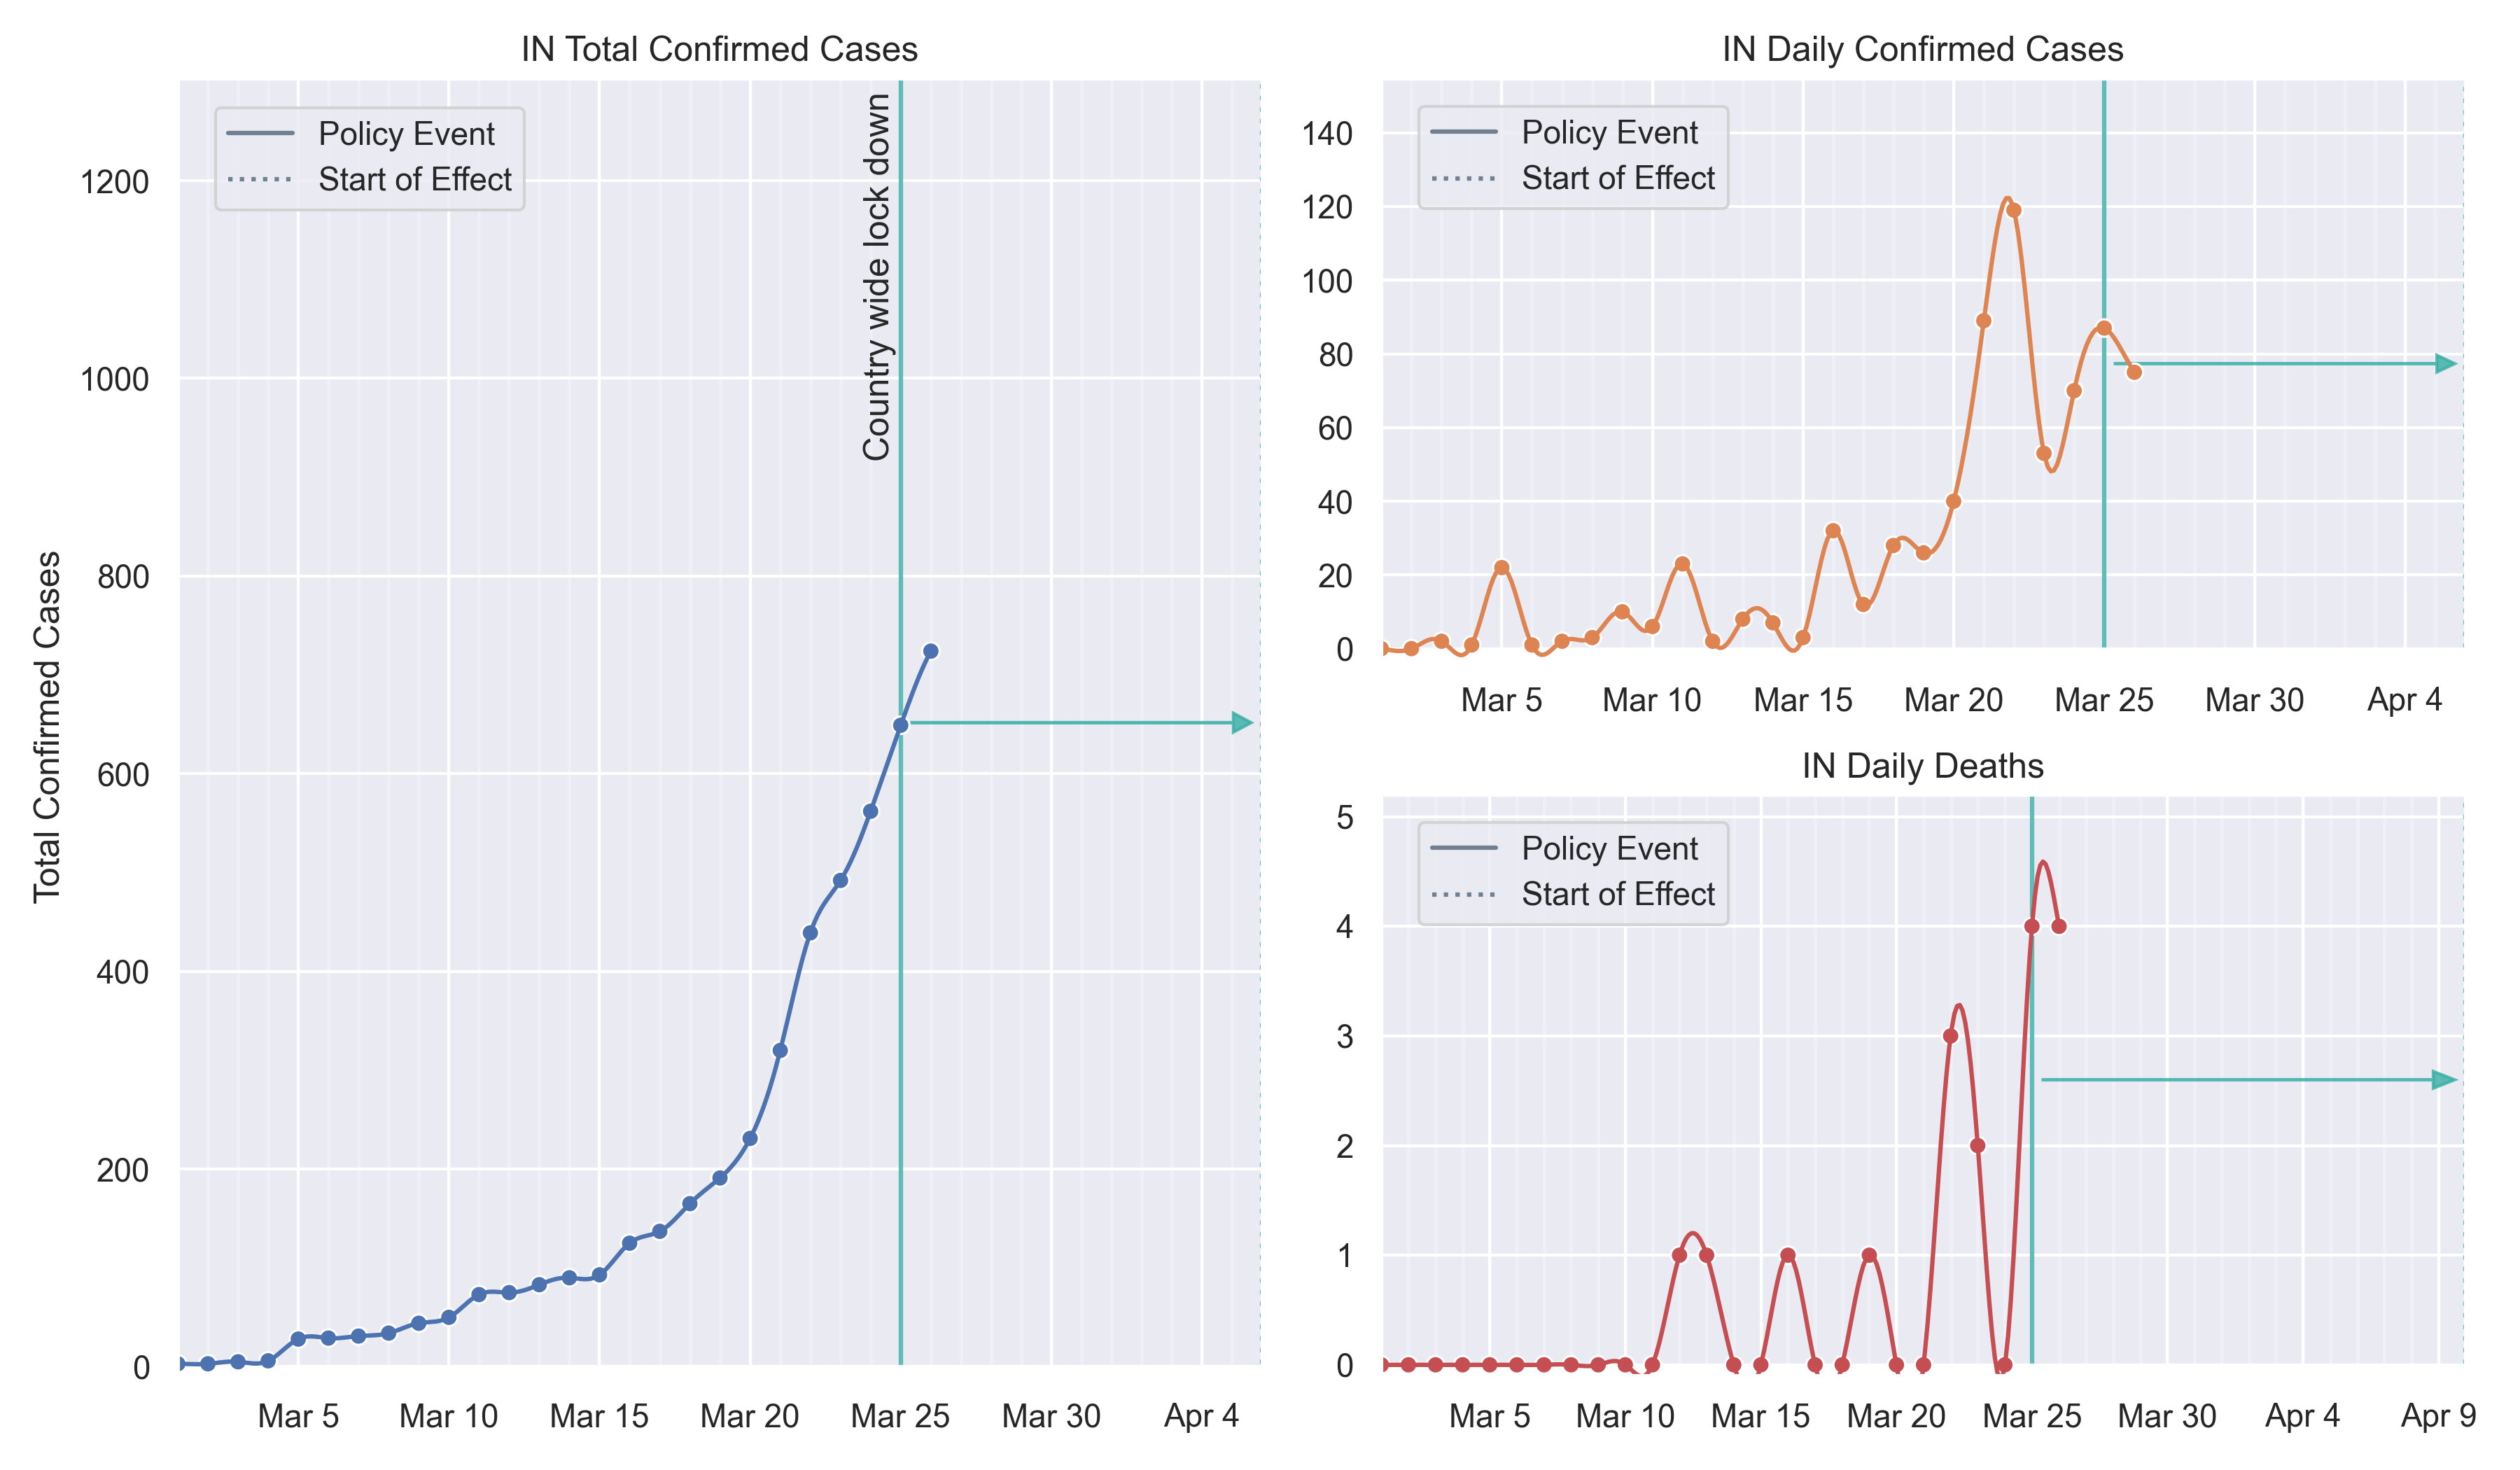 IN Total Confirmed Cases
Policy Event
Start of Effect
Country wide lock down
Total Confirmed Cases
1200
1000
800
600
400
200
0
Mar 5 Mar 10 Mar 15 Mar 20 Mar 25 Mar 30 Apr 4
IN Daily Confirmed Cases
Policy Event
Start of Effect
140
120
100
80
60
40
20
0
Mar 5 Mar 10 Mar 15 Mar 20 Mar 25 Mar 30 Apr 4
IN Daily Deaths
Policy Event
Start of Effect
5
4
3
2
1
0
Mar 5 Mar 10 Mar 15 Mar 20 Mar 25 Mar 30 Apr 4 Apr 9